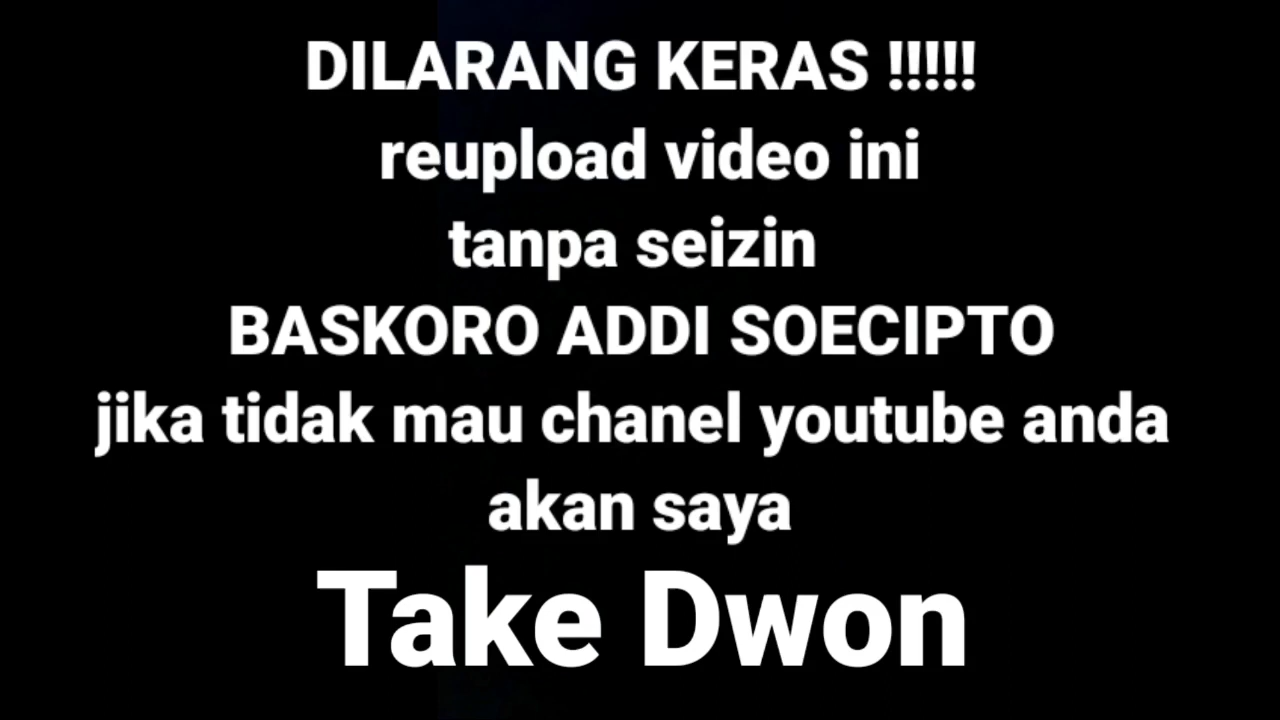 DILARANG KERAS !!!!!
reupload video ini
tanpa seizin
BASKORO ADDI SOECIPTO
jika tidak mau chanel youtube anda
akan saya
Take Dwon